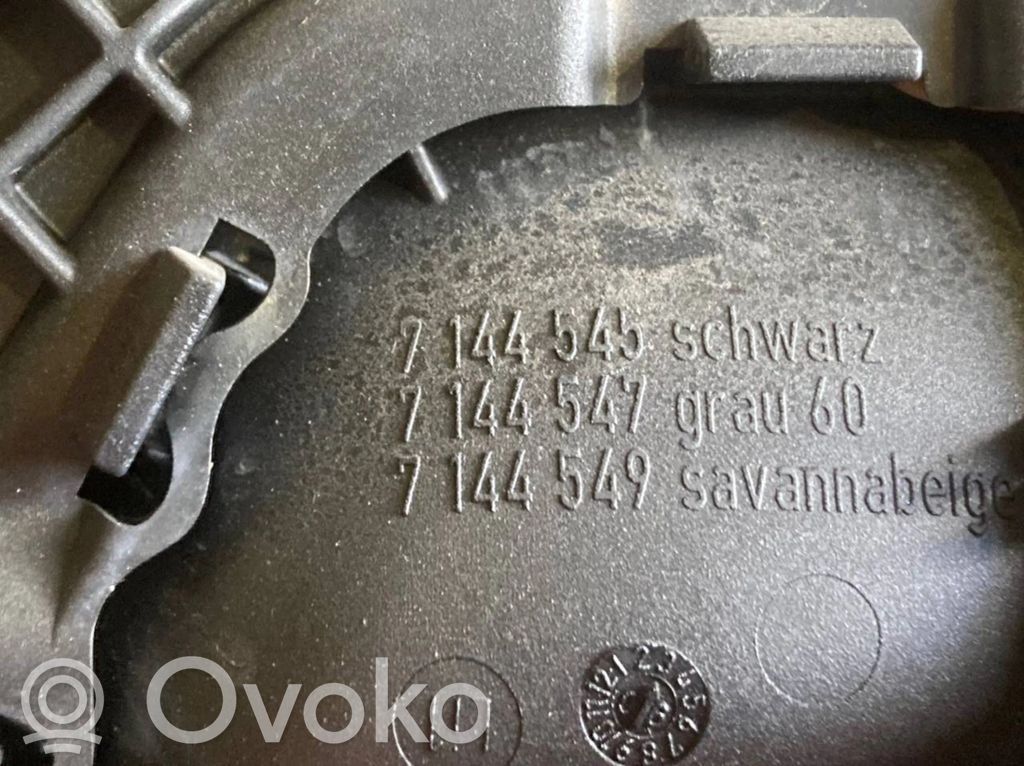 7 144 545 schwarz
7 144 547 grau 60
7 144 549 savannabeige
Ovoko